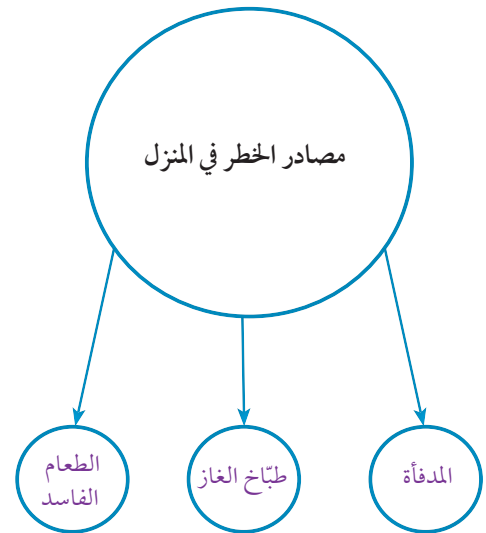 مصادر الخطر في المنزل
المدفأة
طبّاخ الغاز
الطعام
الفاسد